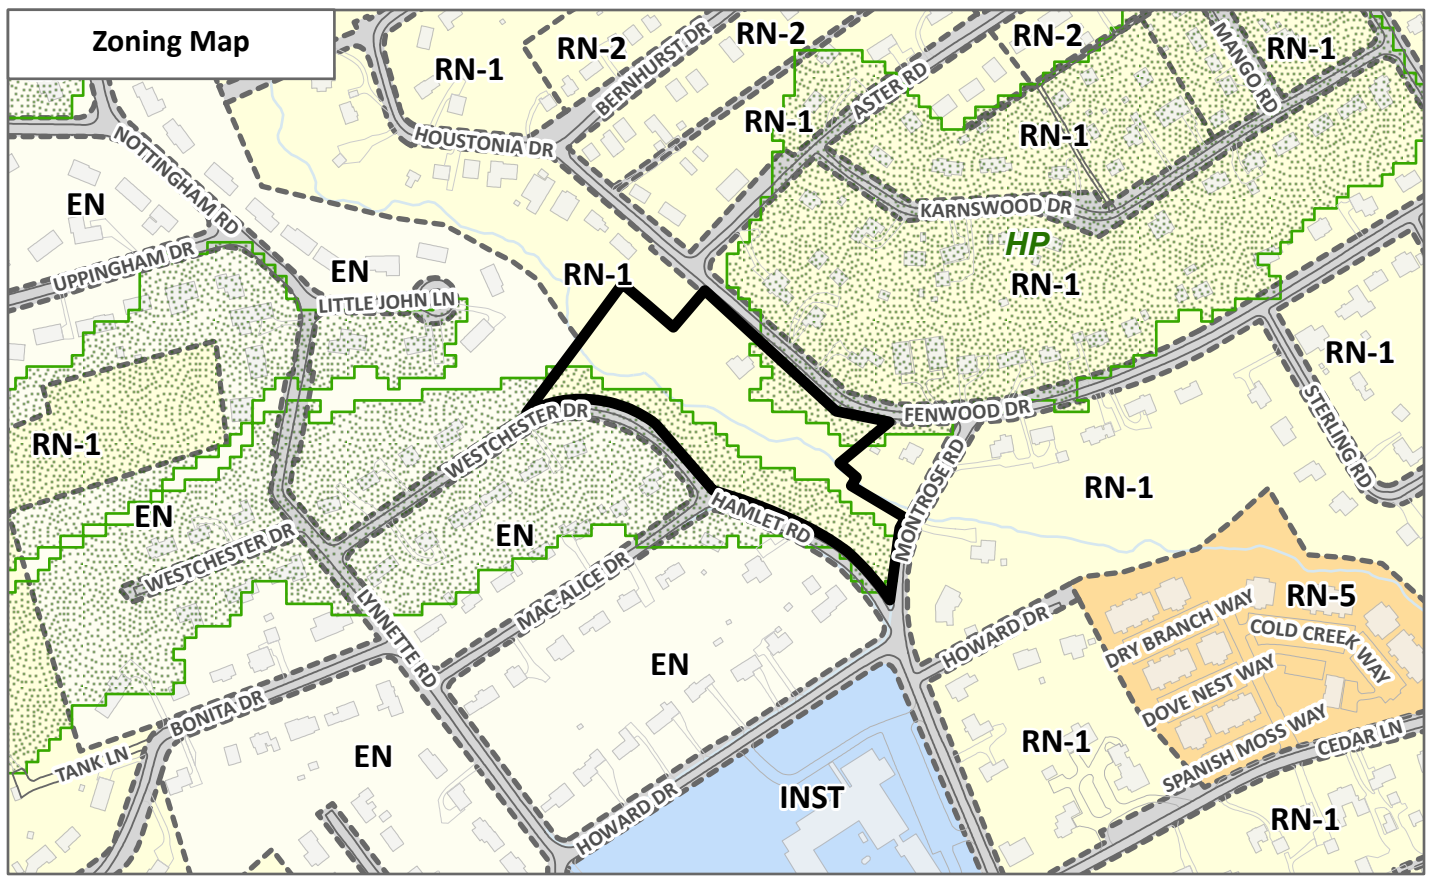 Zoning Map
RN-1
RN-2
RN-2
RN-2
RN-1
BERNHURST DR
MANGO RD
ASTER RD
HOUSTONIA DR
RN-1
RN-1
NOTTINGHAM RD
EN
KARNSWOOD DR
HP
UPPINGHAM DR
EN
RN-1
RN-1
LITTLE JOHN LN
RN-1
FENWOOD DR
STERLING RD
WESTCHESTER DR
RN-1
RN-1
MONTROSE RD
HAMLET RD
EN
EN
WESTCHESTER DR
MAC-ALICE DR
LYNNETTE RD
RN-5
DRY BRANCH WAY
COLD CREEK WAY
HOWARD DR
EN
DOVE NEST WAY
BONITA DR
SPANISH MOSS WAY
CEDAR LN
RN-1
EN
TANK LN
INST
HOWARD DR
RN-1